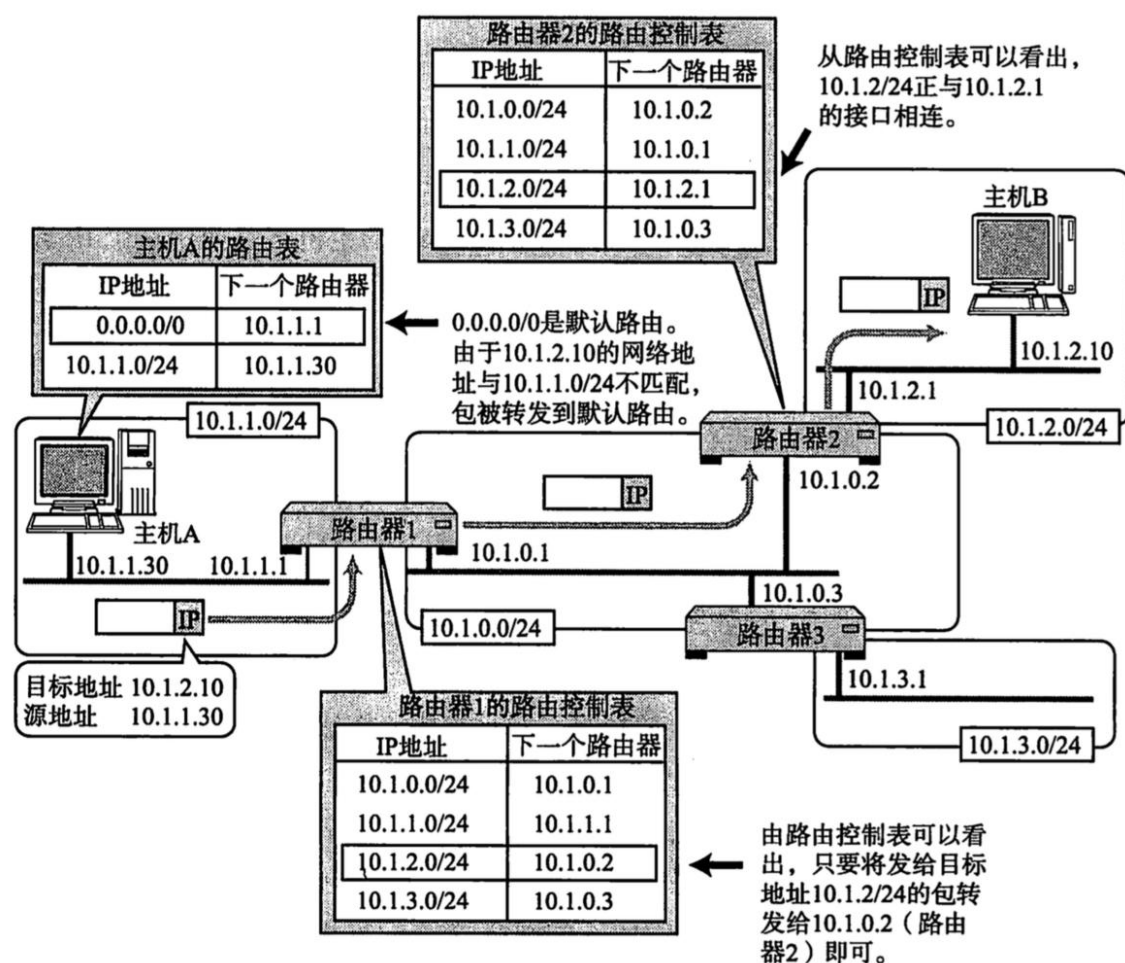 路由器2的路由控制表
IP地址 下一个路由器
10.1.0.0/24 10.1.0.2
10.1.1.0/24 10.1.0.1
10.1.2.0/24 10.1.2.1
10.1.3.0/24 10.1.0.3
从路由控制表可以看出，
10.1.2/24正与10.1.2.1
的接口相连。
主机B
IP
10.1.2.10
10.1.2.1
10.1.2.0/24
主机A的路由表
IP地址 下一个路由器
0.0.0.0/0 10.1.1.1
10.1.1.0/24 10.1.1.30
0.0.0.0/0是默认路由。
由于10.1.2.10的网络地
址与10.1.1.0/24不匹配，
包被转发到默认路由。
10.1.1.0/24
主机A
10.1.1.30 10.1.1.1
IP
目标地址 10.1.2.10
源地址 10.1.1.30
路由器1
10.1.0.1
IP
路由器2
10.1.0.2
10.1.0.3
10.1.0.0/24
路由器3
10.1.3.1
10.1.3.0/24
路由器1的路由控制表
IP地址 下一个路由器
10.1.0.0/24 10.1.0.1
10.1.1.0/24 10.1.1.1
10.1.2.0/24 10.1.0.2
10.1.3.0/24 10.1.0.3
由路由控制表可以看
出，只要将发给目标
地址10.1.2/24的包转
发给10.1.0.2（路由
器2）即可。